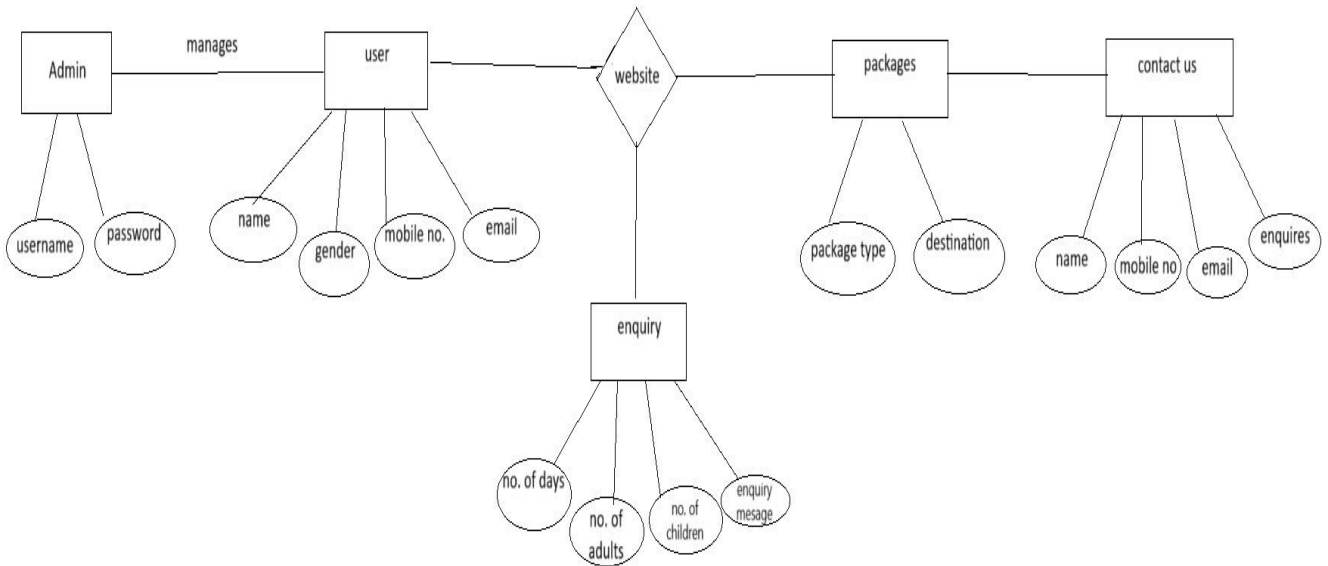 manages
Admin
user
website
packages
contact us
username
password
name
gender
mobile no.
email
package type
destination
name
mobile no
email
enquires
enquiry
no. of days
no. of
adults
no. of
children
enquiry
mesage